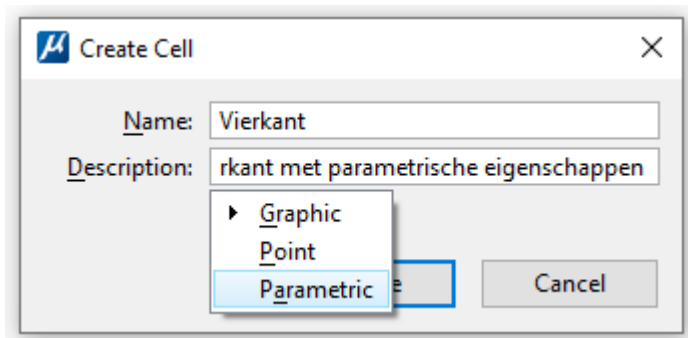 Create Cell
Name: Vierkant
Description: rkant met parametrische eigenschappen
Graphic
Point
Parametric
Cancel